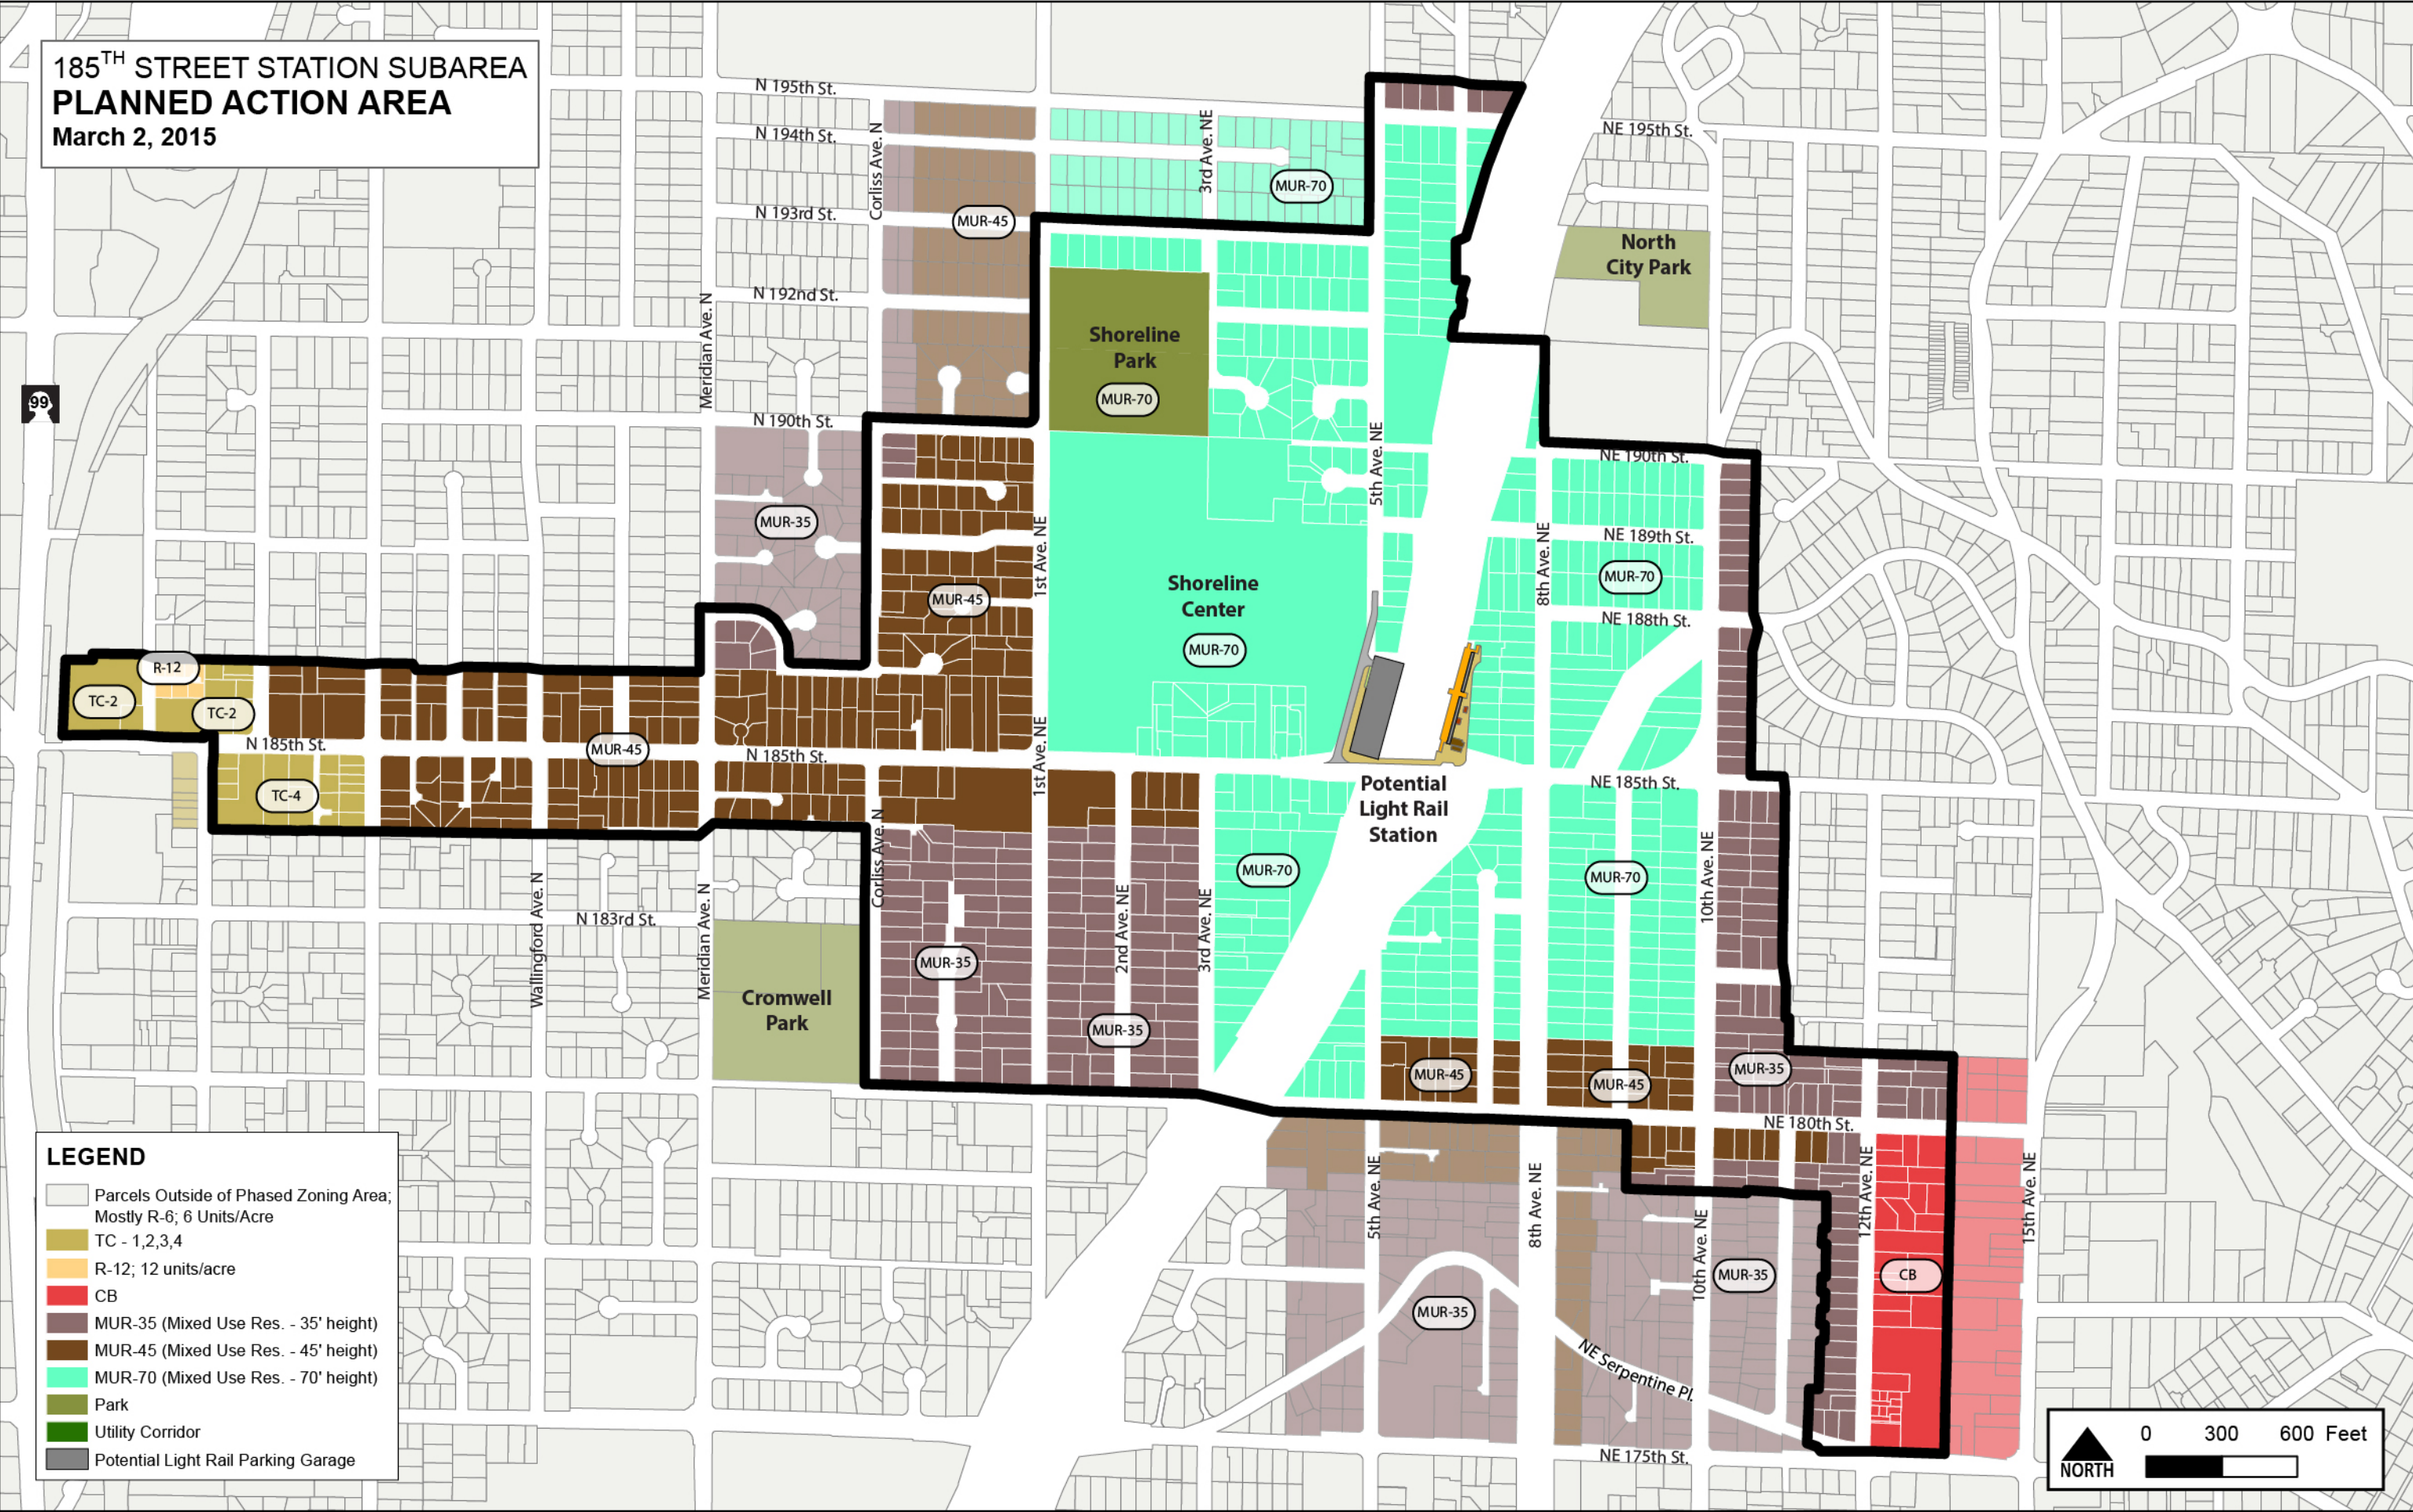 185TH STREET STATION SUBAREA
PLANNED ACTION AREA
March 2, 2015
N 195th St.
N 194th St.
N 193rd St.
N 192nd St.
N 190th St.
Corliss Ave. N
Meridian Ave. N
3rd Ave. NE
MUR-70
MUR-45
NE 195th St.
North
City Park
Shoreline
Park
MUR-70
99
MUR-35
MUR-45
1st Ave. NE
5th Ave. NE
8th Ave. NE
NE 190th St.
NE 189th St.
MUR-70
NE 188th St.
Shoreline
Center
MUR-70
R-12
TC-2
TC-2
N 185th St.
MUR-45
N 185th St.
1st Ave. NE
TC-4
Potential
Light Rail
Station
NE 185th St.
MUR-70
MUR-70
10th Ave. NE
Corliss Ave. N
Wallingford Ave. N
N 183rd St.
Meridian Ave. N
Cromwell
Park
MUR-35
2nd Ave. NE
3rd Ave. NE
MUR-35
MUR-45
MUR-45
MUR-35
NE 180th St.
5th Ave. NE
8th Ave. NE
10th Ave. NE
12th Ave. NE
15th Ave. NE
MUR-35
MUR-35
CB
NE Serpentine Pl.
NE 175th St.
LEGEND
Parcels Outside of Phased Zoning Area;
Mostly R-6; 6 Units/Acre
TC - 1,2,3,4
R-12; 12 units/acre
CB
MUR-35 (Mixed Use Res. - 35' height)
MUR-45 (Mixed Use Res. - 45' height)
MUR-70 (Mixed Use Res. - 70' height)
Park
Utility Corridor
Potential Light Rail Parking Garage
NORTH
0 300 600 Feet